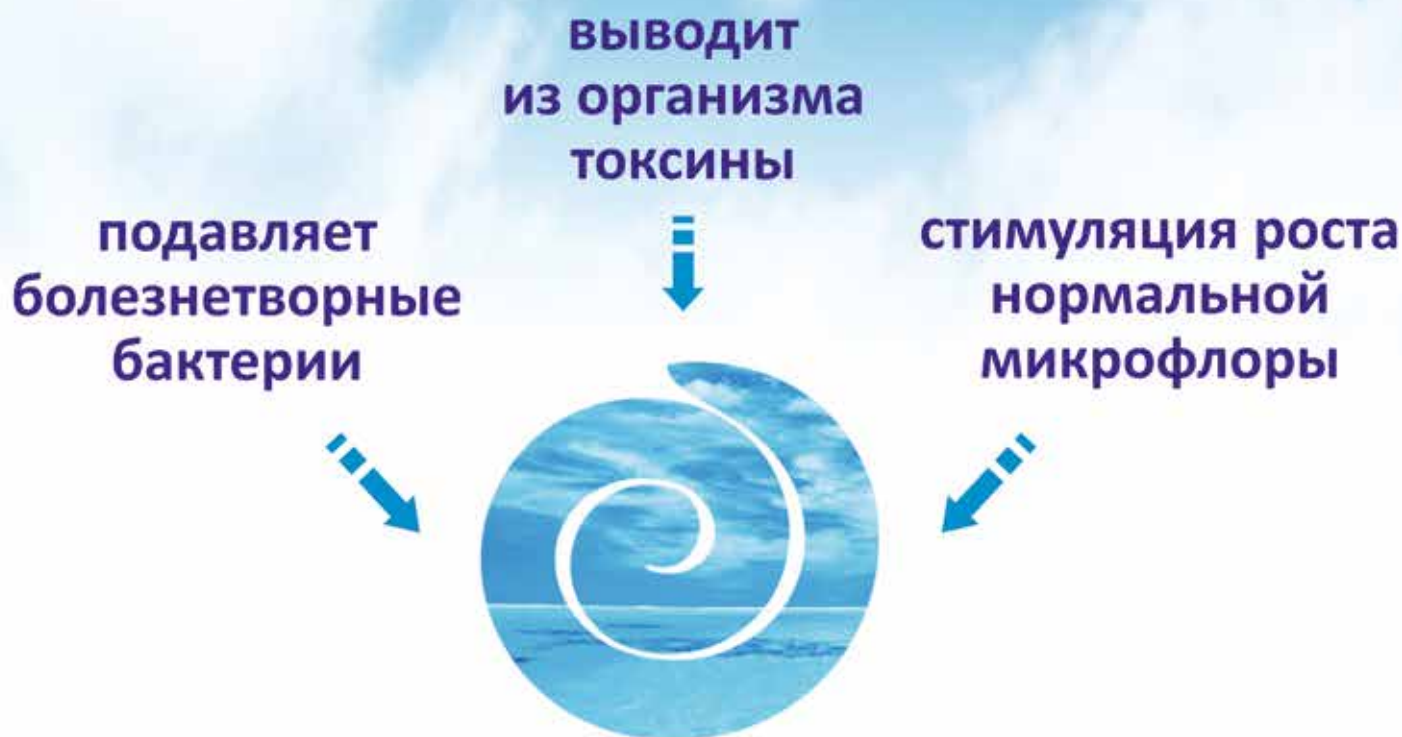 выводит
из организма
токсины
подавляет
болезнетворные
бактерии
стимуляция роста
нормальной
микрофлоры